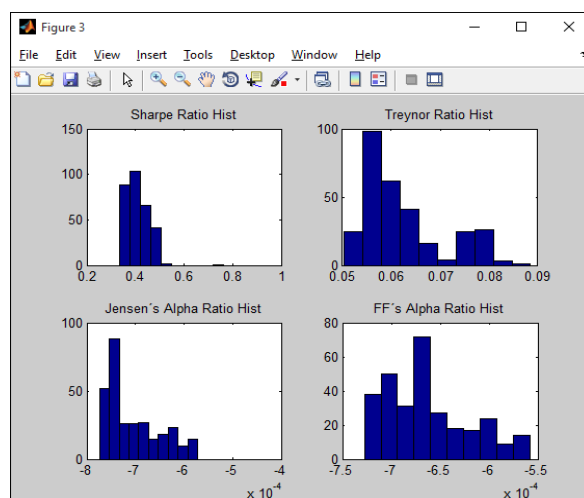 Figure 3
File Edit View Insert Tools Desktop Window Help
Sharpe Ratio Hist
150
100
50
0
0.2 0.4 0.6 0.8 1
Treynor Ratio Hist
100
50
0
0.05 0.06 0.07 0.08 0.09
Jensen´s Alpha Ratio Hist
100
50
0
-8 -7 -6 -5 -4
x 10⁻⁴
FF´s Alpha Ratio Hist
80
60
40
20
0
-7.5 -7 -6.5 -6 -5.5
x 10⁻⁴